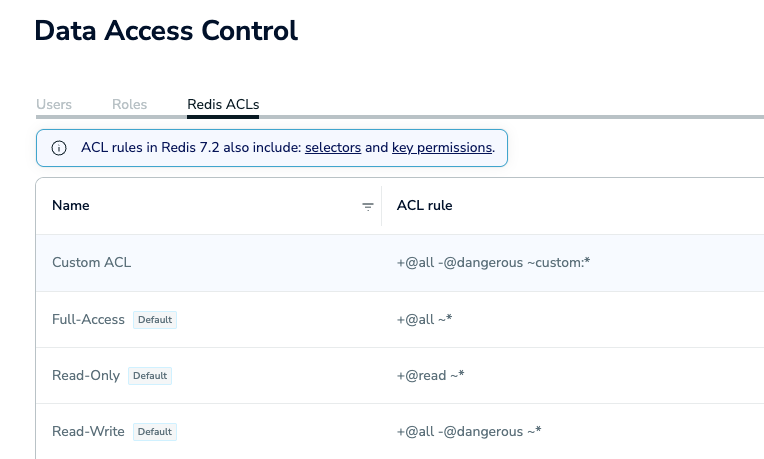 Data Access Control
Users Roles Redis ACLs
ACL rules in Redis 7.2 also include: selectors and key permissions.
Name ACL rule
Custom ACL +@all -@dangerous ~custom:*
Full-Access Default +@all ~*
Read-Only Default +@read ~*
Read-Write Default +@all -@dangerous ~*